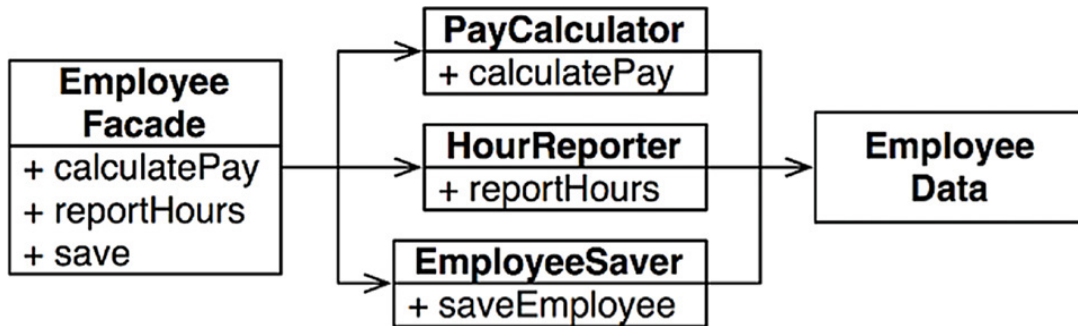 Employee
Facade
+ calculatePay
+ reportHours
+ save
PayCalculator
+ calculatePay
HourReporter
+ reportHours
EmployeeSaver
+ saveEmployee
Employee
Data